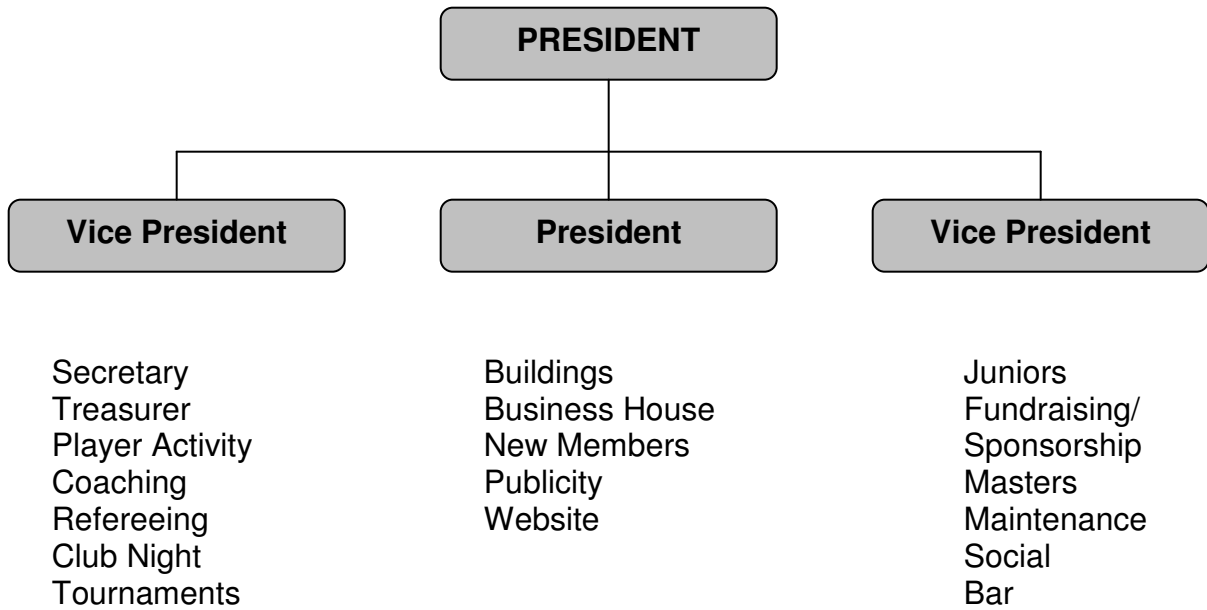 PRESIDENT
Vice President
President
Vice President
Secretary
Treasurer
Player Activity
Coaching
Refereeing
Club Night
Tournaments
Buildings
Business House
New Members
Publicity
Website
Juniors
Fundraising/
Sponsorship
Masters
Maintenance
Social
Bar